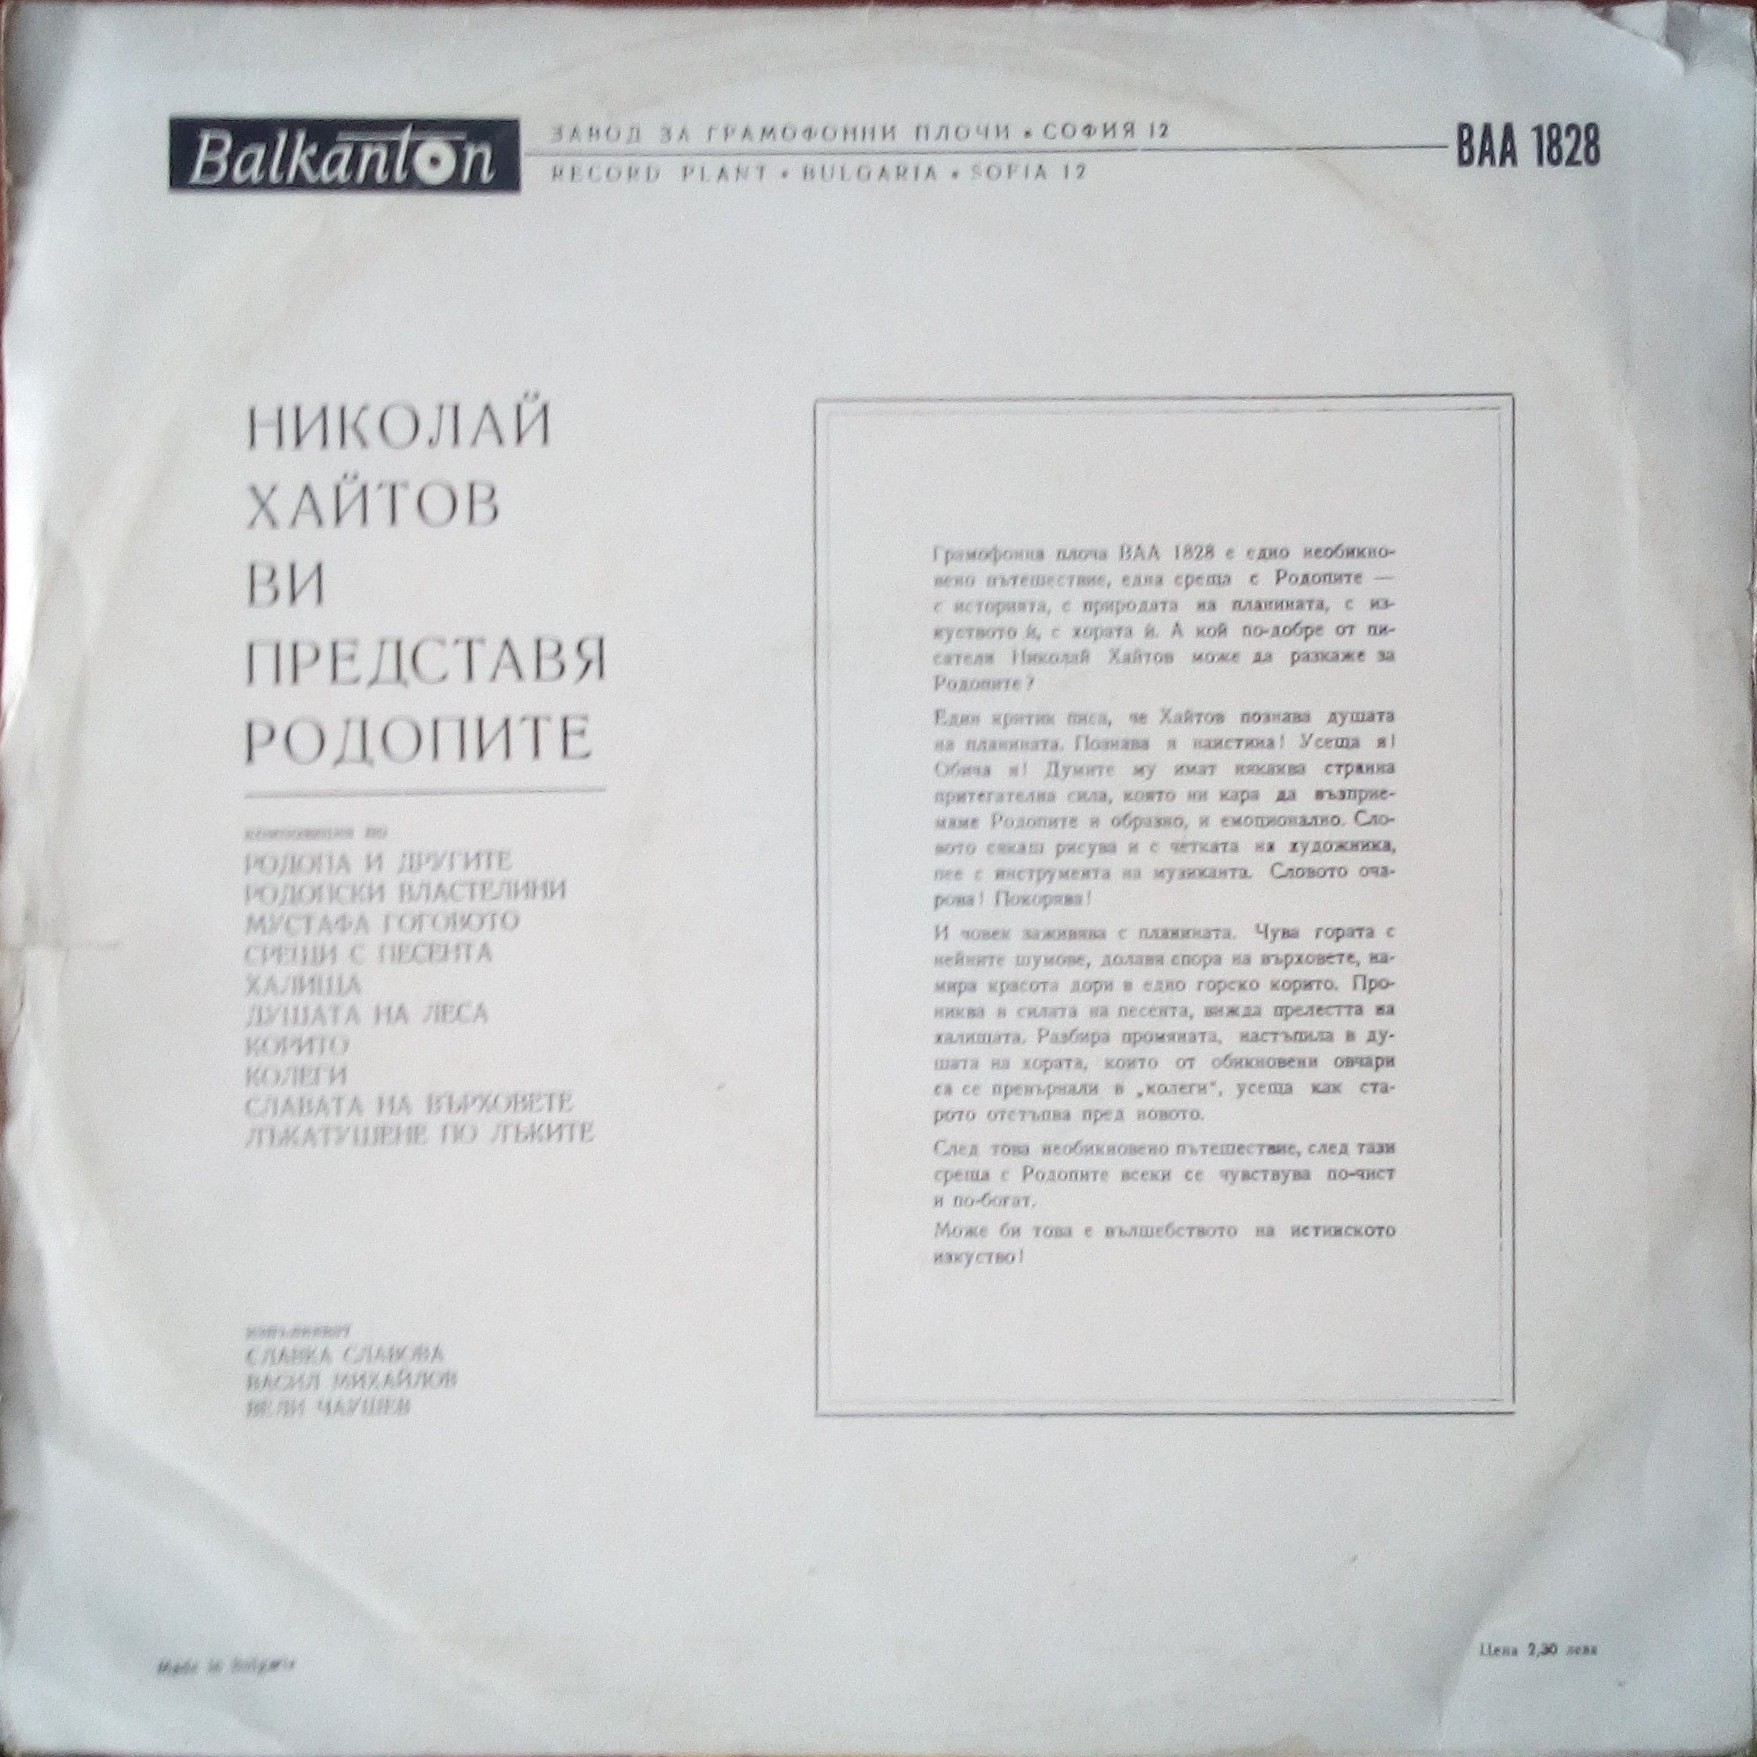 Balkanton
ЗАВОД ЗА ГРАМОФОННИ ПЛОЧИ • СОФИЯ 12
RECORD PLANT • BULGARIA • SOFIA 12
ВАА 1828
НИКОЛАЙ
ХАЙТОВ
ВИ
ПРЕДСТАВЯ
РОДОПИТЕ
композиция по
РОДОПА И ДРУГИТЕ
РОДОПСКИ ВЛАСТЕЛИНИ
МУСТАФА ГОГОВОТО
СРЕЩИ С ПЕСЕНТА
ХАЛИЩА
ДУШАТА НА ЛЕСА
КОРИТО
КОЛЕГИ
СЛАВАТА НА ВЪРХОВЕТЕ
ЛЪКАТУШЕНЕ ПО ЛЪКИТЕ
изпълняват
СЛАВКА СЛАВОВА
ВАСИЛ МИХАЙЛОВ
ВЕЛИ ЧАУШЕВ
Грамофонна плоча ВАА 1828 е едно необикно-
вено пътешествие, една среща с Родопите —
с историята, с природата на планината, с из-
куството ѝ, с хората ѝ. А кой по-добре от пи-
сателя Николай Хайтов може да разкаже за
Родопите?
Един критик писа, че Хайтов познава душата
на планината. Познава я наистина! Усеща я!
Обича я! Думите му имат някаква странна
притегателна сила, която ни кара да възприе-
маме Родопите и образно, и емоционално. Сло-
вото сякаш рисува и с четката на художника,
пее с инструмента на музиканта. Словото оча-
рова! Покорява!
И човек заживява с планината. Чува гората с
нейните шумове, долавя спора на върховете, на-
мира красота дори в едно горско корито. Про-
никва в силата на песента, вижда прелестта на
халищата. Разбира промяната, настъпила в ду-
шата на хората, които от обикновени овчари
са се превърнали в „колеги“, усеща как ста-
рото отстъпва пред новото.
След това необикновено пътешествие, след тази
среща с Родопите всеки се чувствува по-чист
и по-богат.
Може би това е вълшебството на истинското
изкуство!
Made in Bulgaria
Цена 2,30 лева